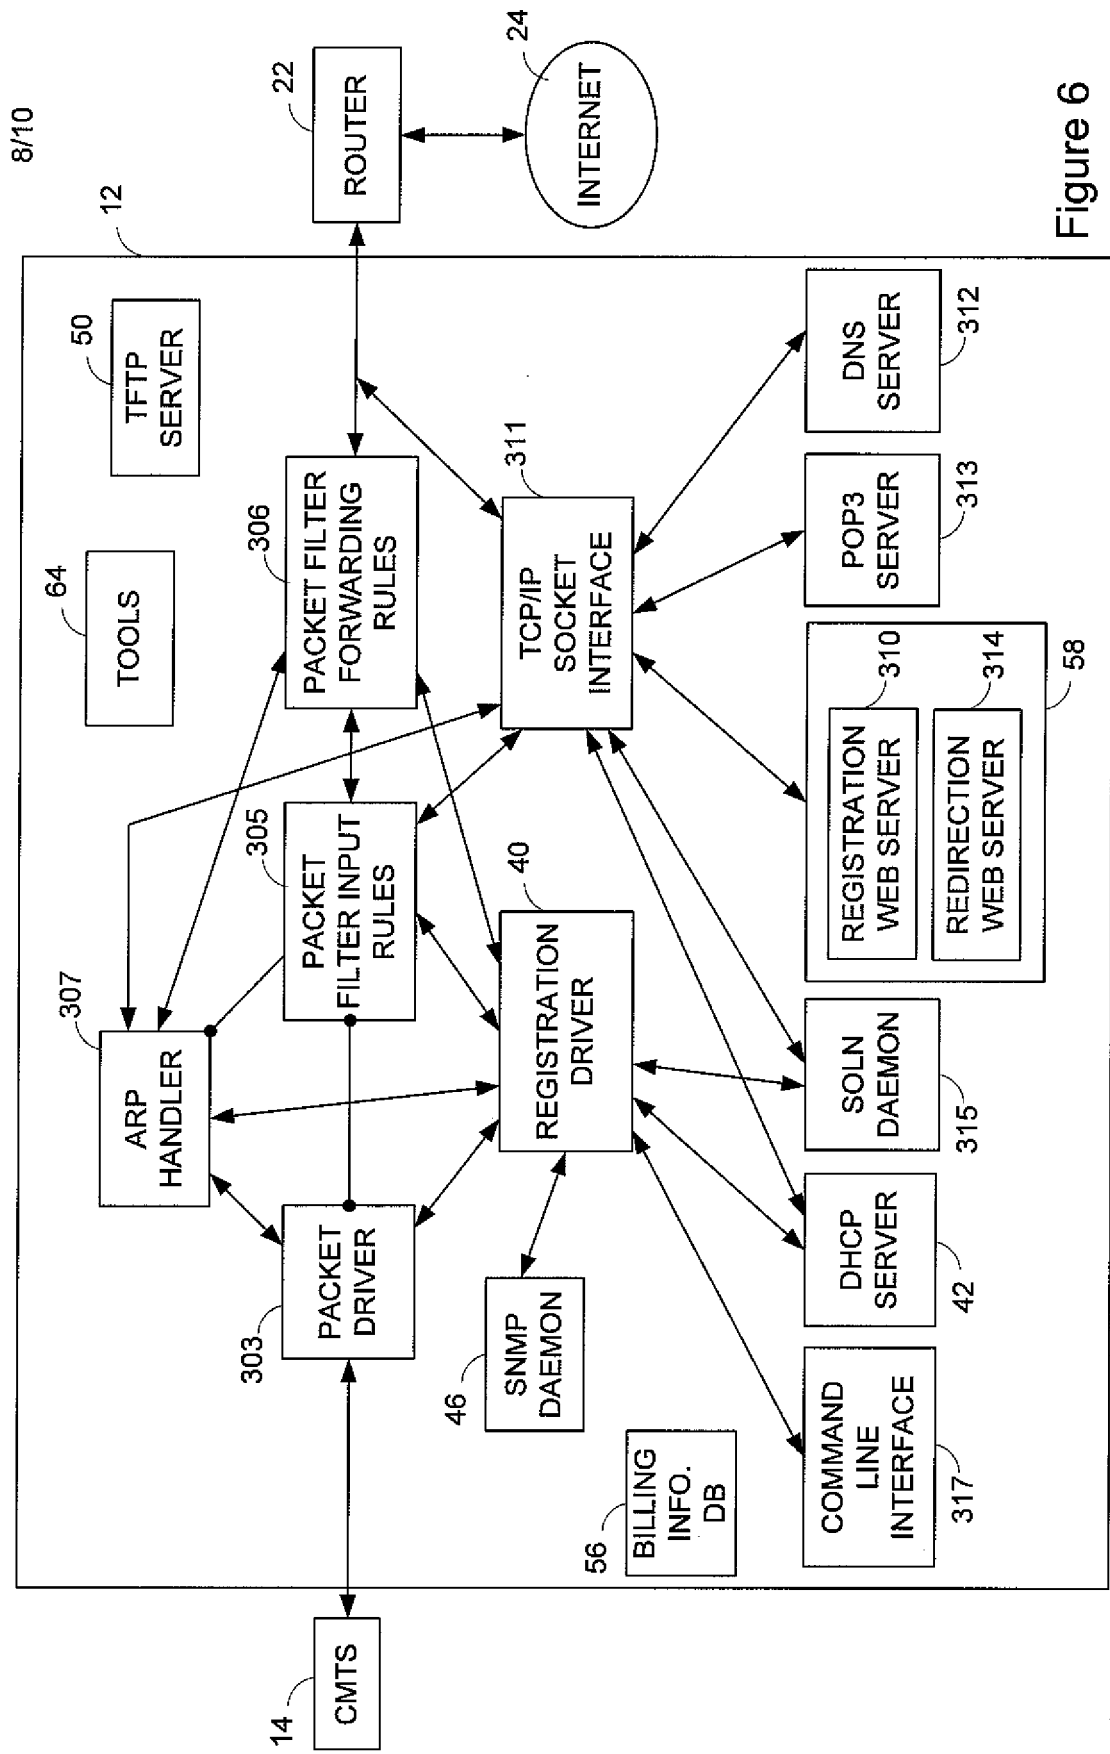 8/10
12
64
TOOLS
50
TFTP
SERVER
307
ARP
HANDLER
14
CMTS
303
PACKET
DRIVER
305
PACKET
FILTER INPUT
RULES
306
PACKET FILTER
FORWARDING
RULES
22
ROUTER
24
INTERNET
46
SNMP
DAEMON
40
REGISTRATION
DRIVER
311
TCP/IP
SOCKET
INTERFACE
56
BILLING
INFO.
DB
COMMAND
LINE
INTERFACE
317
DHCP
SERVER
42
SOLN
DAEMON
315
REGISTRATION
WEB SERVER
310
REDIRECTION
WEB SERVER
314
58
POP3
SERVER
313
DNS
SERVER
312
Figure 6